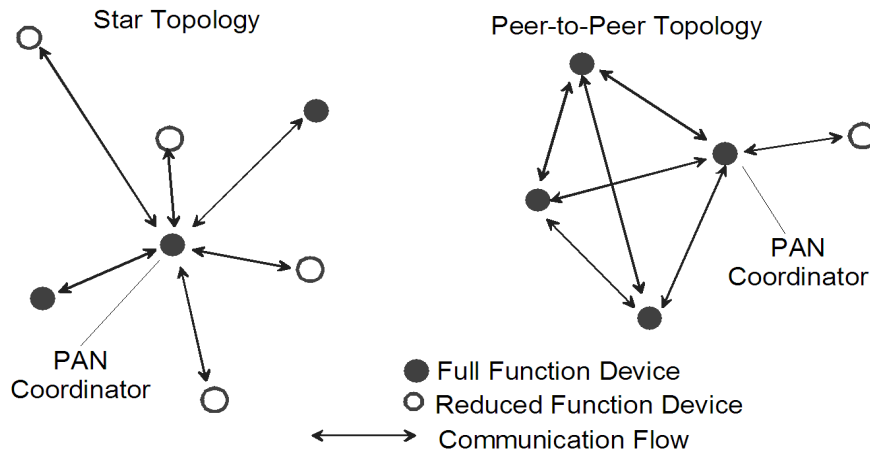 Star Topology
Peer-to-Peer Topology
PAN
Coordinator
PAN
Coordinator
Full Function Device
Reduced Function Device
Communication Flow